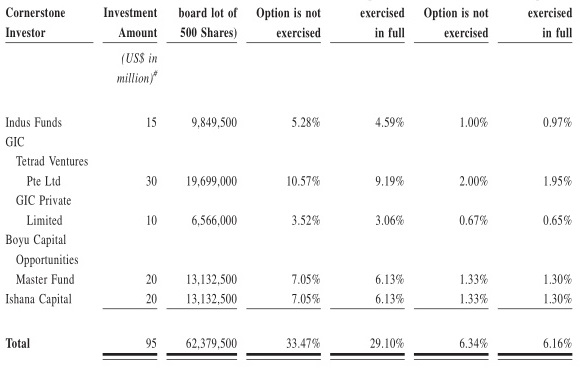 Cornerstone Investment board lot of Option is not exercised Option is not exercised
Investor Amount 500 Shares) exercised in full exercised in full
(US$ in
million)#
Indus Funds 15 9,849,500 5.28% 4.59% 1.00% 0.97%
GIC
Tetrad Ventures
Pte Ltd 30 19,699,000 10.57% 9.19% 2.00% 1.95%
GIC Private
Limited 10 6,566,000 3.52% 3.06% 0.67% 0.65%
Boyu Capital
Opportunities
Master Fund 20 13,132,500 7.05% 6.13% 1.33% 1.30%
Ishana Capital 20 13,132,500 7.05% 6.13% 1.33% 1.30%
Total 95 62,379,500 33.47% 29.10% 6.34% 6.16%